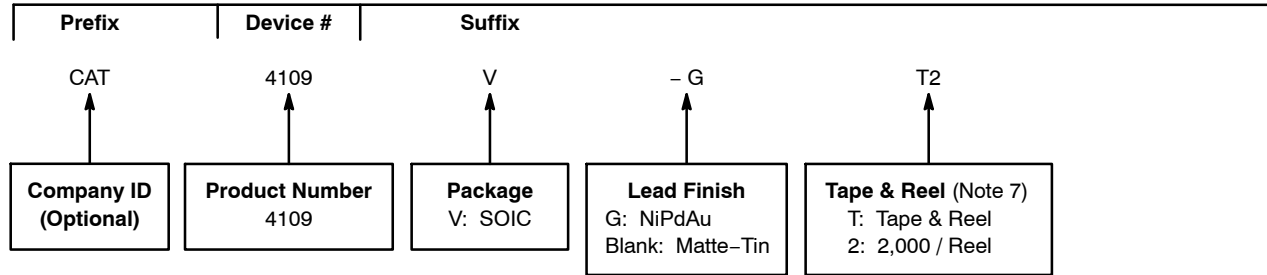 Prefix Device # Suffix
CAT 4109 V – G T2
Company ID
(Optional)
Product Number
4109
Package
V: SOIC
Lead Finish
G: NiPdAu
Blank: Matte−Tin
Tape & Reel (Note 7)
T: Tape & Reel
2: 2,000 / Reel